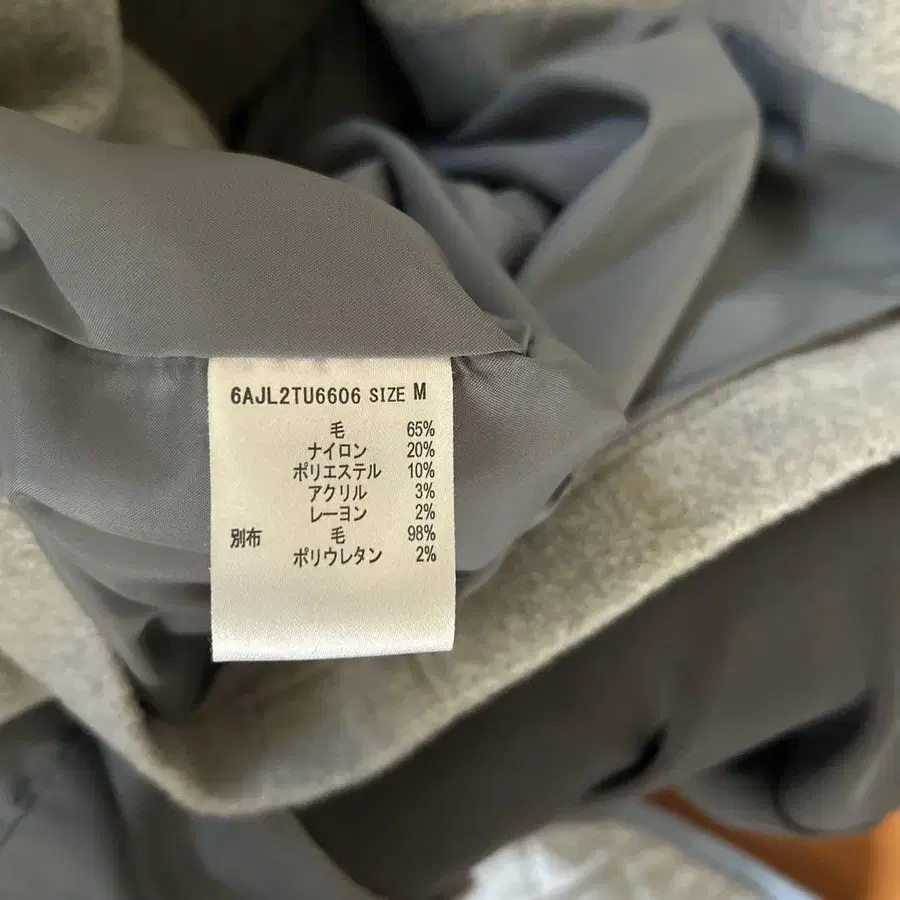 6AJL2TU6606 SIZE M
毛 65%
ナイロン 20%
ポリエステル 10%
アクリル 3%
レーヨン 2%
別布 毛 98%
ポリウレタン 2%